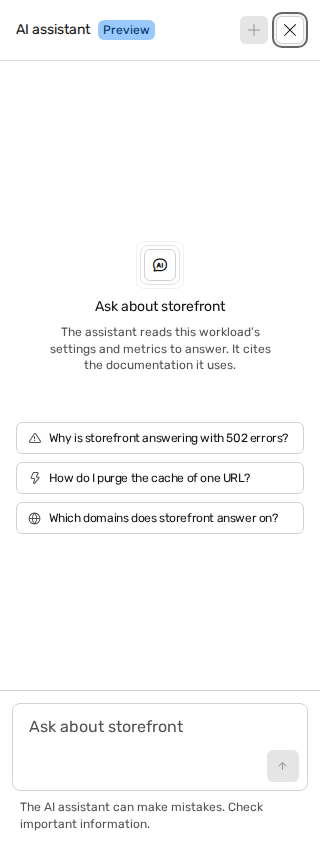 AI assistant Preview
AI
Ask about storefront
The assistant reads this workload's
settings and metrics to answer. It cites
the documentation it uses.
Why is storefront answering with 502 errors?
How do I purge the cache of one URL?
Which domains does storefront answer on?
Ask about storefront
The AI assistant can make mistakes. Check
important information.